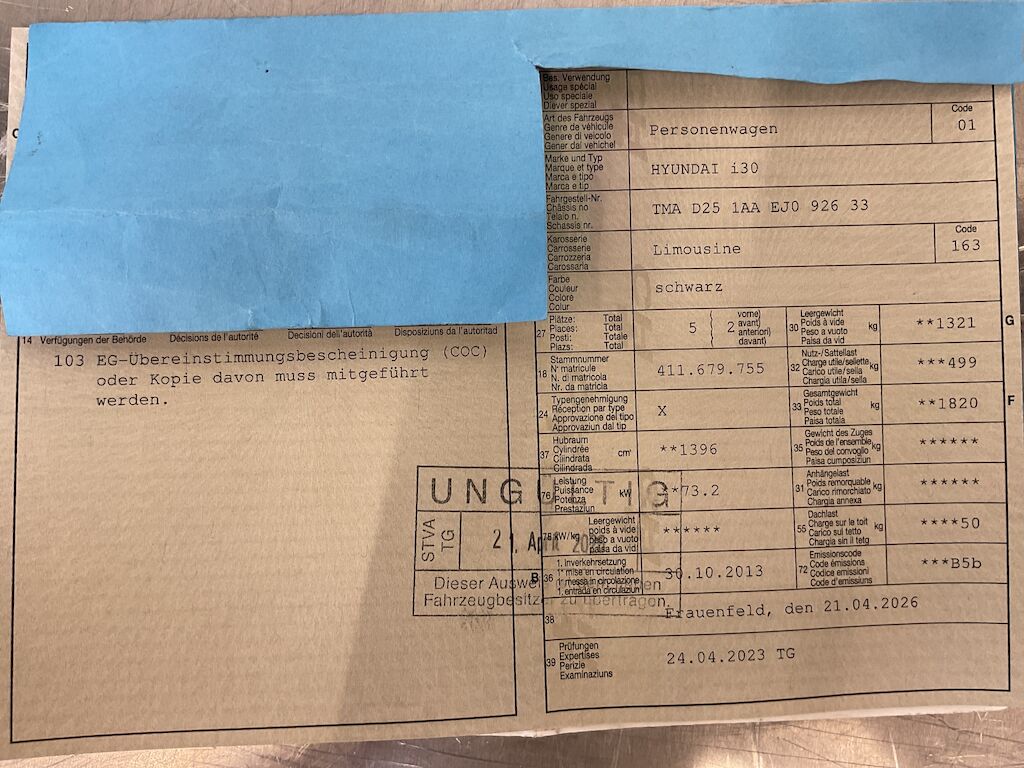 14 Verfügungen der Behörde Décisions de l'autorité Decisioni dell'autorità Disposiziuns da l'autoritad
103 EG-Übereinstimmungsbescheinigung (COC)
oder Kopie davon muss mitgeführt
werden.
Bes. Verwendung
Usage spécial
Uso speciale
Diever spezial
Art des Fahrzeugs
Genre de véhicule
Genere di veicolo
Gener dal vehichel
Personenwagen
Code
01
Marke und Typ
Marque et type
Marca e tipo
Marca e tip
HYUNDAI i30
Fahrgestell-Nr.
Châssis no
Telaio n.
Schassis nr.
TMA D25 1AA EJ0 926 33
Karosserie
Carrosserie
Carrozzeria
Carossaria
Limousine
Code
163
Farbe
Couleur
Colore
Colur
schwarz
27
Plätze: Total
Places: Total
Posti: Totale
Plazs: Total
5
2
vorne)
avant)
anteriori)
davant)
30
Leergewicht
Poids à vide
Peso a vuoto
Paisa da vid
kg
**1321
G
18
Stammnummer
N° matricule
N. di matricola
Nr. da matricla
411.679.755
32
Nutz-/Sattellast
Charge utile/sellette
Carico utile/sella
Chargia utila/sella
kg
***499
24
Typengenehmigung
Réception par type
Approvazione del tipo
Approvaziun dal tip
X
33
Gesamtgewicht
Poids total
Peso totale
Paisa totala
kg
**1820
F
37
Hubraum
Cylindrée
Cilindrata
Cilindrada
cm³
**1396
35
Gewicht des Zuges
Poids de l'ensemble
Peso del convoglio
Paisa cumposiziun
kg
******
76
Leistung
Puissance
Potenza
Prestaziun
kW
**73.2
31
Anhängelast
Poids remorquable
Carico rimorchiato
Chargia annexa
kg
******
78 kW/kg
Leergewicht
poids à vide
peso a vuoto
paisa da vid
******
55
Dachlast
Charge sur le toit
Carico sul tetto
Chargia sin il tetg
kg
****50
B 36
1. Inverkehrsetzung
1re mise en circulation
1a messa in circolazione
1. entrada en circulaziun
30.10.2013
72
Emissionscode
Code émissions
Codice emissioni
Code d'emissiuns
***B5b
38
Frauenfeld, den 21.04.2026
39
Prüfungen
Expertises
Perizie
Examinaziuns
24.04.2023 TG
UNGÜLTIG
STVA
TG
21. April
Dieser Ausweis
Fahrzeugbesitzer zu übertragen.